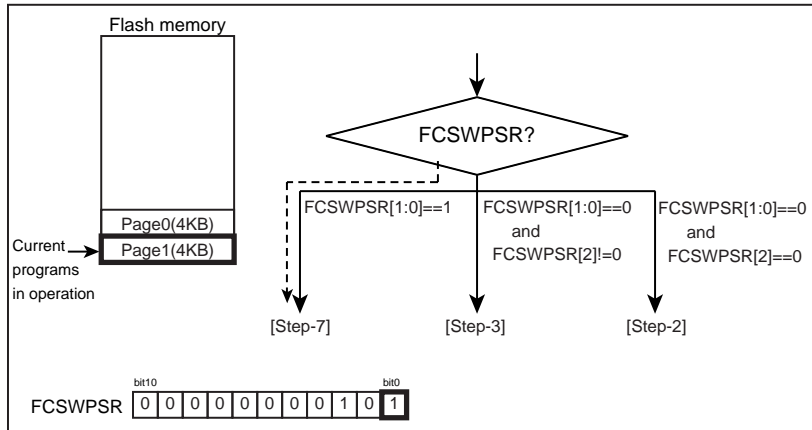 Flash memory
Page0(4KB)
Page1(4KB)
Current
programs
in operation
FCSWPSR?
FCSWPSR[1:0]==1
FCSWPSR[1:0]==0
and
FCSWPSR[2]!=0
FCSWPSR[1:0]==0
and
FCSWPSR[2]==0
[Step-7]
[Step-3]
[Step-2]
bit10
bit0
FCSWPSR
0 0 0 0 0 0 0 0 1 0 1